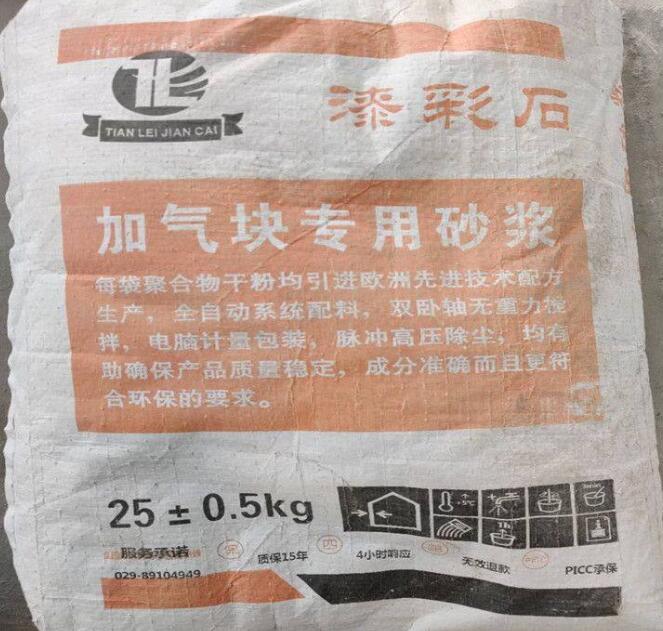 TIAN LEI JIAN CAI
漆彩石
加气块专用砂浆
每袋聚合物干粉均引进欧洲先进技术配方
生产，全自动系统配料，双卧轴无重力搅
拌，电脑计量包装，脉冲高压除尘，均有
助确保产品质量稳定，成分准确而且更符
合环保的要求。
25 ± 0.5kg
+5℃
1h
服务承诺
029-89104949
保
质保15年
四
4小时响应
无效退款
PICC
PICC承保